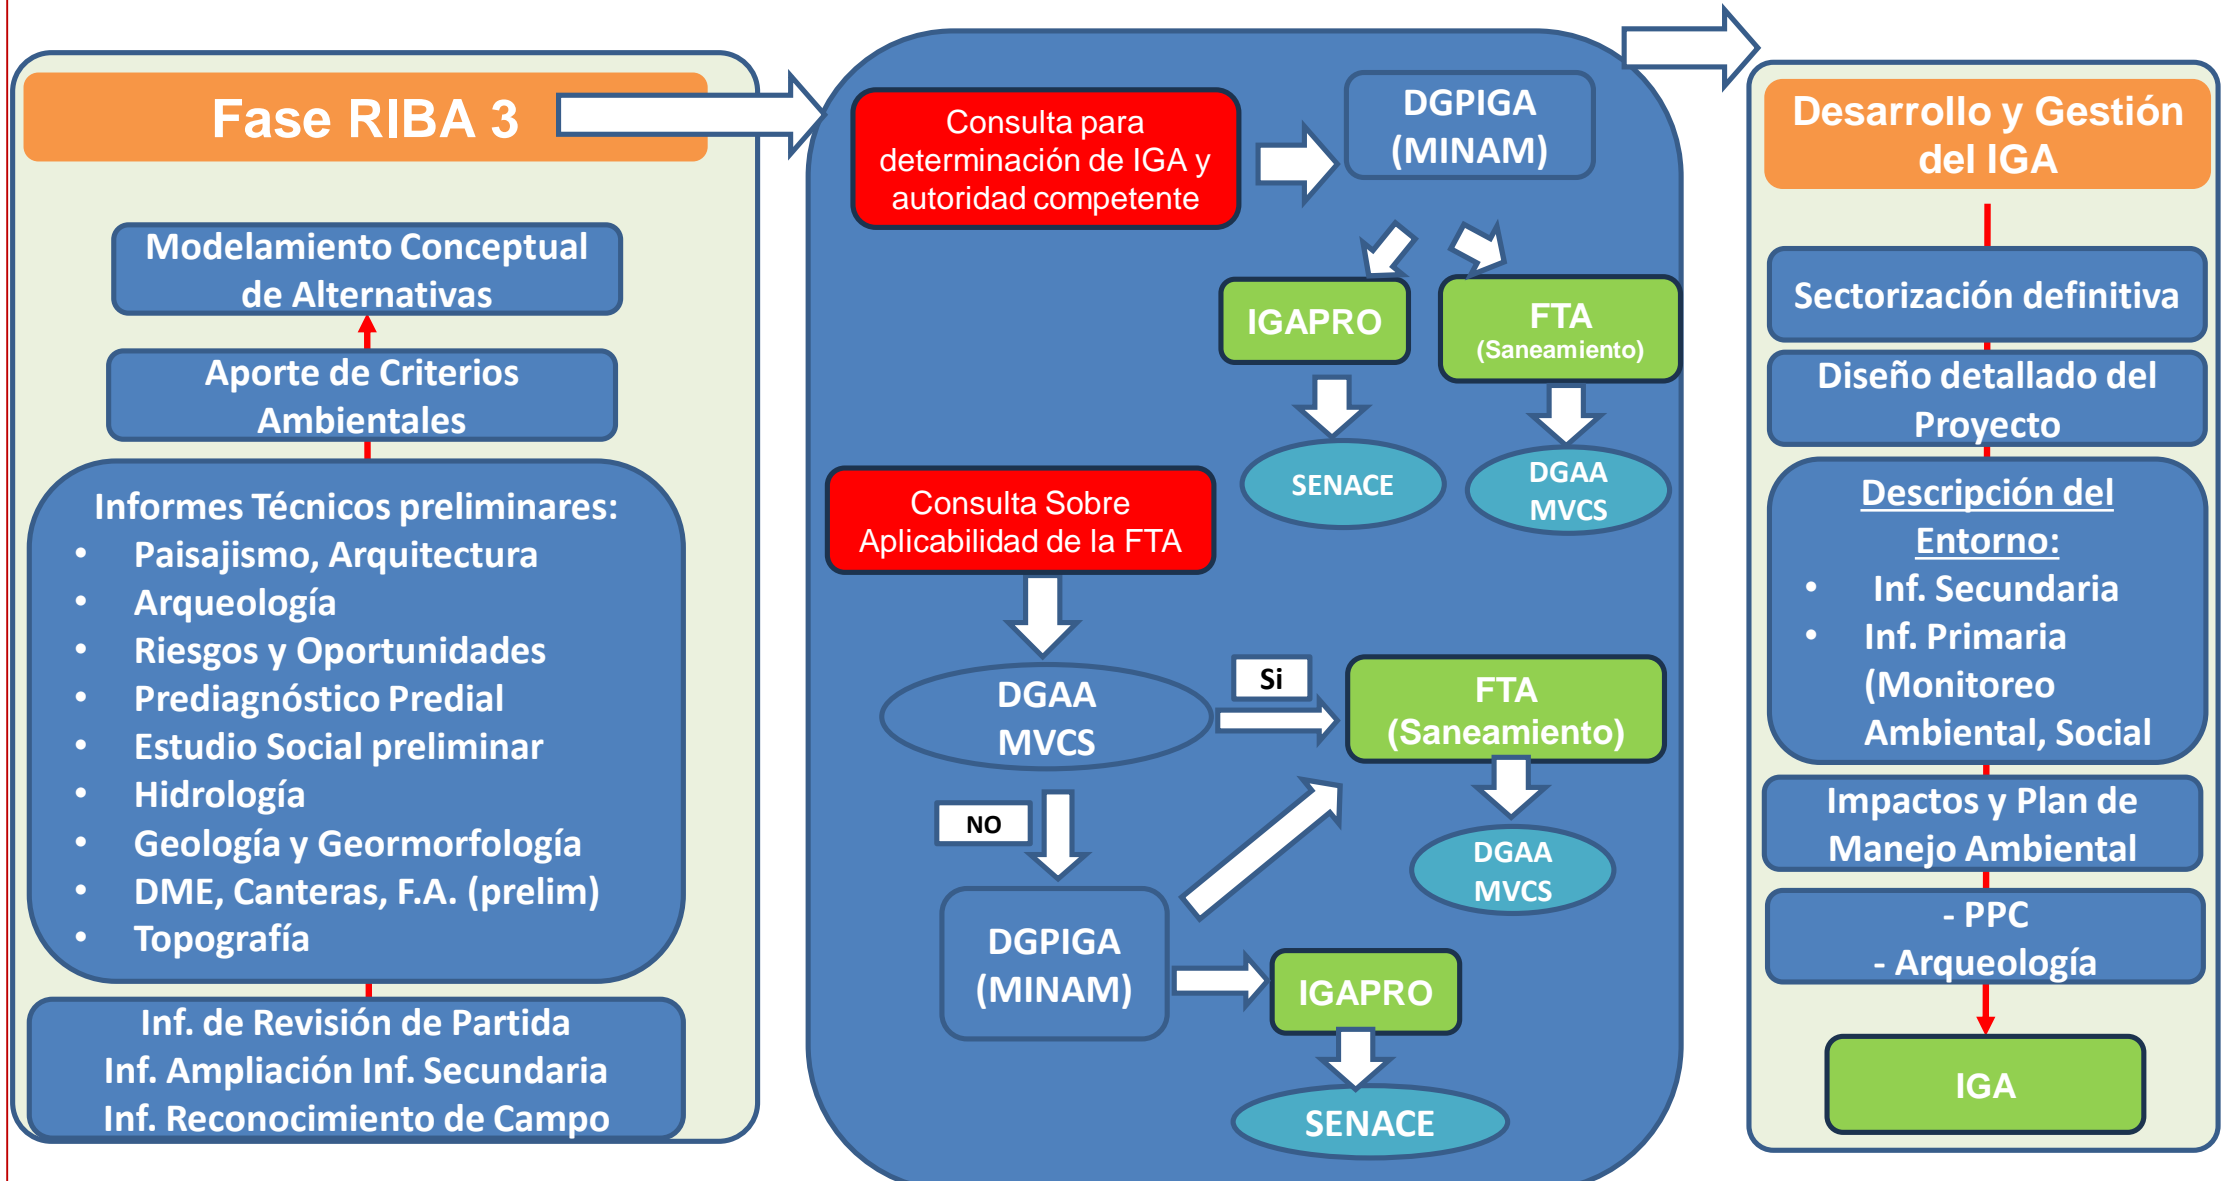 Fase RIBA 3
Modelamiento Conceptual
de Alternativas
Aporte de Criterios
Ambientales
Informes Técnicos preliminares:
• Paisajismo, Arquitectura
• Arqueología
• Riesgos y Oportunidades
• Prediagnóstico Predial
• Estudio Social preliminar
• Hidrología
• Geología y Geormorfología
• DME, Canteras, F.A. (prelim)
• Topografía
Inf. de Revisión de Partida
Inf. Ampliación Inf. Secundaria
Inf. Reconocimiento de Campo
Consulta para
determinación de IGA y
autoridad competente
DGPIGA
(MINAM)
IGAPRO
FTA
(Saneamiento)
SENACE
DGAA
MVCS
Consulta Sobre
Aplicabilidad de la FTA
DGAA
MVCS
Si
FTA
(Saneamiento)
NO
DGAA
MVCS
DGPIGA
(MINAM)
IGAPRO
SENACE
Desarrollo y Gestión
del IGA
Sectorización definitiva
Diseño detallado del
Proyecto
Descripción del
Entorno:
• Inf. Secundaria
• Inf. Primaria
(Monitoreo
Ambiental, Social
Impactos y Plan de
Manejo Ambiental
- PPC
- Arqueología
IGA